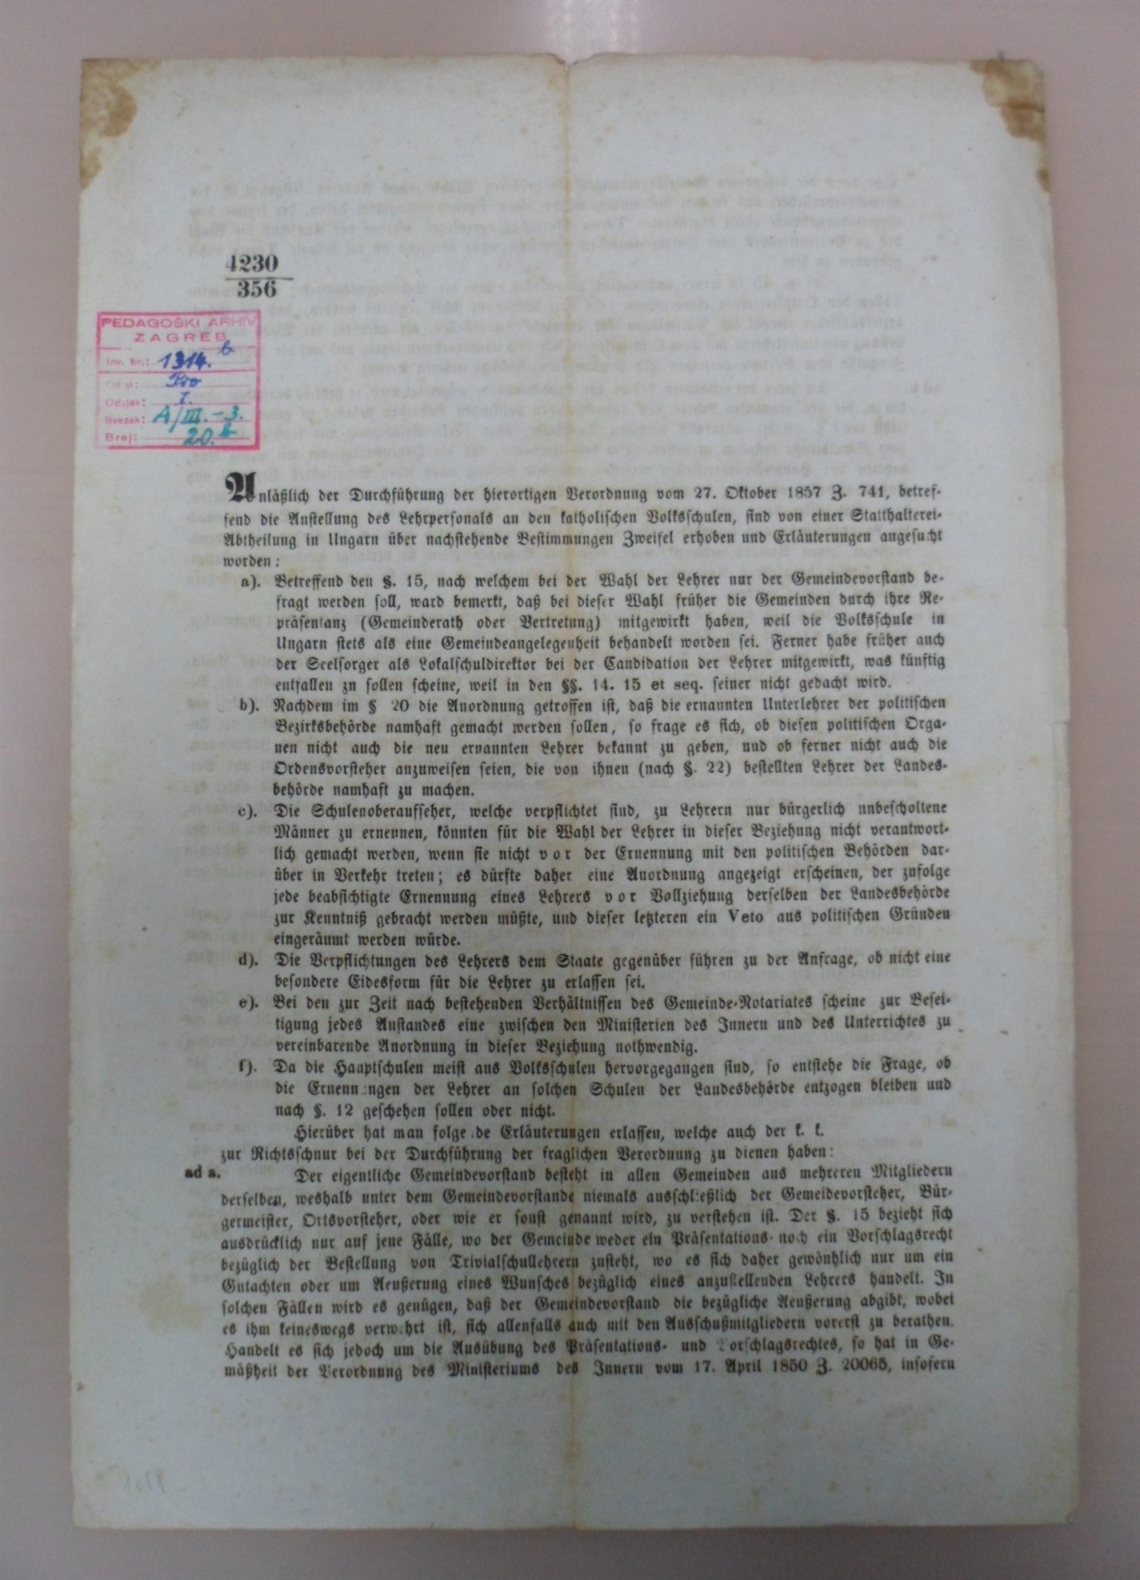 4230
356
PEDAGOŠKI ARHIV
ZAGREB
Inv. br.: 1314. b
Odjel: I.
Svezak: A/III.-3.
Broj: 20. b
Anläßlich der Durchführung der hierortigen Verordnung vom 27. Oktober 1857 Z. 741, betref-
fend die Anstellung des Lehrpersonals an den katholischen Volksschulen, sind von einer Statthalterei-
Abtheilung in Ungarn über nachstehende Bestimmungen Zweifel erhoben und Erläuterungen angesucht
worden:
a). Betreffend den §. 15, nach welchem bei der Wahl der Lehrer nur der Gemeindevorstand be-
fragt werden soll, ward bemerkt, daß bei dieser Wahl früher die Gemeinden durch ihre Re-
präsentanz (Gemeinderath oder Vertretung) mitgewirkt haben, weil die Volksschule in
Ungarn stets als eine Gemeindeangelegenheit behandelt worden sei. Ferner habe früher auch
der Seelsorger als Lokalschuldirektor bei der Candidation der Lehrer mitgewirkt, was künftig
entfallen zu sollen scheine, weil in den §§. 14. 15 et seq. seiner nicht gedacht wird.
b). Nachdem im § 20 die Anordnung getroffen ist, daß die ernannten Unterlehrer der politischen
Bezirksbehörde namhaft gemacht werden sollen, so frage es sich, ob diesen politischen Orga-
nen nicht auch die neu ernannten Lehrer bekannt zu geben, und ob ferner nicht auch die
Ordensvorsteher anzuweisen seien, die von ihnen (nach §. 22) bestellten Lehrer der Landes-
behörde namhaft zu machen.
c). Die Schulenoberaufseher, welche verpflichtet sind, zu Lehrern nur bürgerlich unbescholtene
Männer zu ernennen, könnten für die Wahl der Lehrer in dieser Beziehung nicht verantwort-
lich gemacht werden, wenn sie nicht vor der Ernennung mit den politischen Behörden dar-
über in Verkehr treten; es dürfte daher eine Anordnung angezeigt erscheinen, der zufolge
jede beabsichtigte Ernennung eines Lehrers vor Vollziehung derselben der Landesbehörde
zur Kenntniß gebracht werden müßte, und dieser letzteren ein Veto aus politischen Gründen
eingeräumt werden würde.
d). Die Verpflichtungen des Lehrers dem Staate gegenüber führen zu der Anfrage, ob nicht eine
besondere Eidesform für die Lehrer zu erlassen sei.
e). Bei den zur Zeit nach bestehenden Verhältnissen des Gemeinde-Notariates scheine zur Besei-
tigung jedes Anstandes eine zwischen den Ministerien des Innern und des Unterrichtes zu
vereinbarende Anordnung in dieser Beziehung nothwendig.
f). Da die Hauptschulen meist aus Volksschulen hervorgegangen sind, so entstehe die Frage, ob
die Ernennungen der Lehrer an solchen Schulen der Landesbehörde entzogen bleiben und
nach §. 12 geschehen sollen oder nicht.
Hierüber hat man folgende Erläuterungen erlassen, welche auch der k. k.
zur Richtschnur bei der Durchführung der fraglichen Verordnung zu dienen haben:
ad a. Der eigentliche Gemeindevorstand besteht in allen Gemeinden aus mehreren Mitgliedern
derselben, weshalb unter dem Gemeindevorstande niemals ausschließlich der Gemeidevorsteher, Bür-
germeister, Ortsvorsteher, oder wie er sonst genannt wird, zu verstehen ist. Der §. 15 bezieht sich
ausdrücklich nur auf jene Fälle, wo der Gemeinde weder ein Präsentations- noch ein Vorschlagsrecht
bezüglich der Bestellung von Trivialschullehrern zusteht, wo es sich daher gewönhlich nur um ein
Gutachten oder um Aeußerung eines Wunsches bezüglich eines anzustellenden Lehrers handelt. In
solchen Fällen wird es genügen, daß der Gemeindevorstand die bezügliche Aeußerung abgibt, wobei
es ihm keineswegs verwehrt ist, sich allenfalls auch mit den Ausschußmitgliedern vorerst zu berathen.
Handelt es sich jedoch um die Ausübung des Präsentations- und Vorschlagsrechtes, so hat in Ge-
mäßheit der Verordnung des Ministeriums des Innern vom 17. April 1850 Z. 20065, insofern